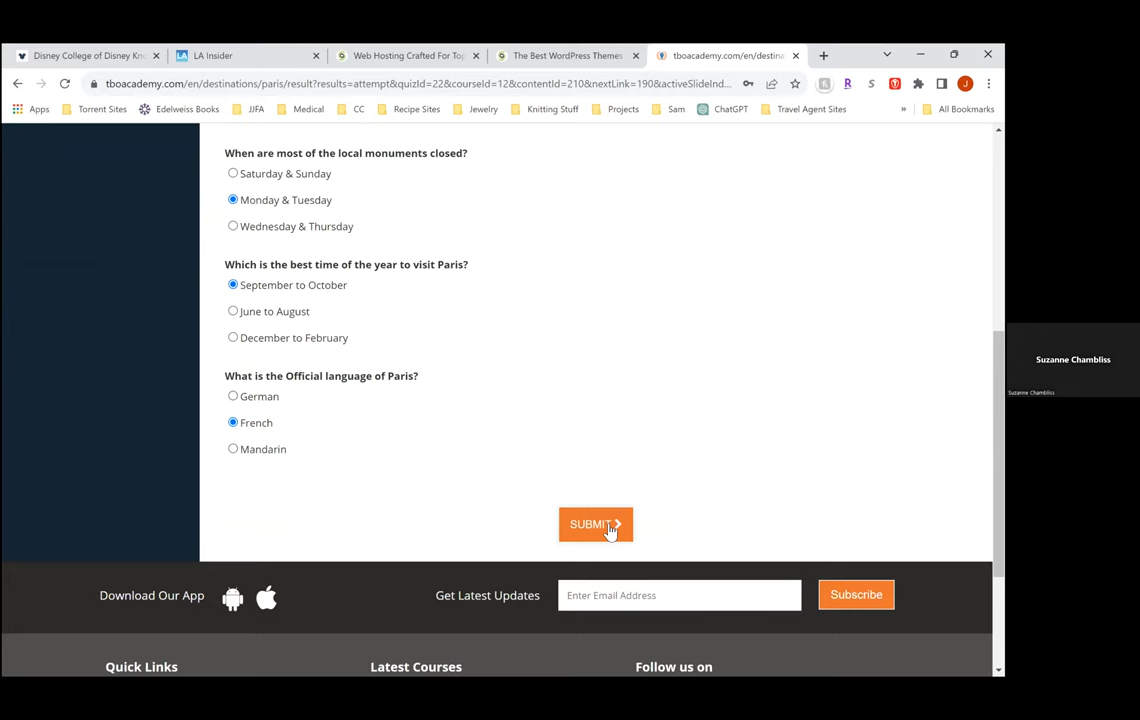 Disney College of Disney Kno
LA Insider
Web Hosting Crafted For Top
The Best WordPress Themes
tboacademy.com/en/destina
tboacademy.com/en/destinations/paris/result?results=attempt&quizId=22&courseId=12&contentId=210&nextLink=190&activeSlideInd...
Apps Torrent Sites Edelweiss Books JJFA Medical CC Recipe Sites Jewelry Knitting Stuff Projects Sam ChatGPT Travel Agent Sites » All Bookmarks
When are most of the local monuments closed?
Saturday & Sunday
Monday & Tuesday
Wednesday & Thursday
Which is the best time of the year to visit Paris?
September to October
June to August
December to February
What is the Official language of Paris?
German
French
Mandarin
SUBMIT
Download Our App
Get Latest Updates
Enter Email Address
Subscribe
Quick Links
Latest Courses
Follow us on
Suzanne Chambliss
Suzanne Chambliss